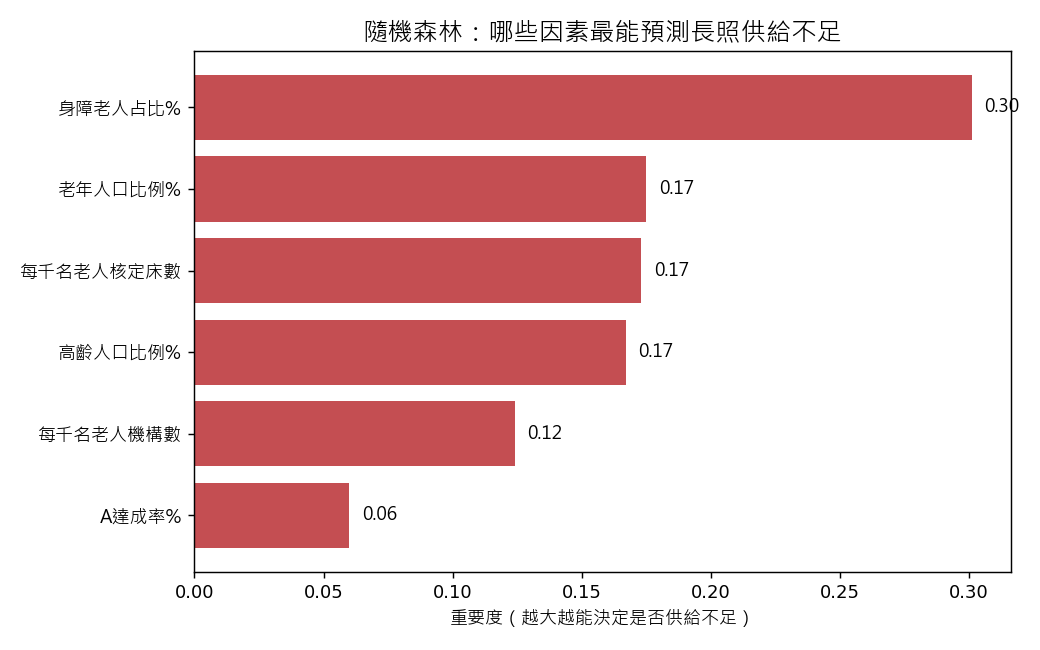 隨機森林：哪些因素最能預測長照供給不足
身障老人占比%
0.30
老年人口比例%
0.17
每千名老人核定床數
0.17
高齡人口比例%
0.17
每千名老人機構數
0.12
A達成率%
0.06
0.00 0.05 0.10 0.15 0.20 0.25 0.30
重要度（越大越能決定是否供給不足）